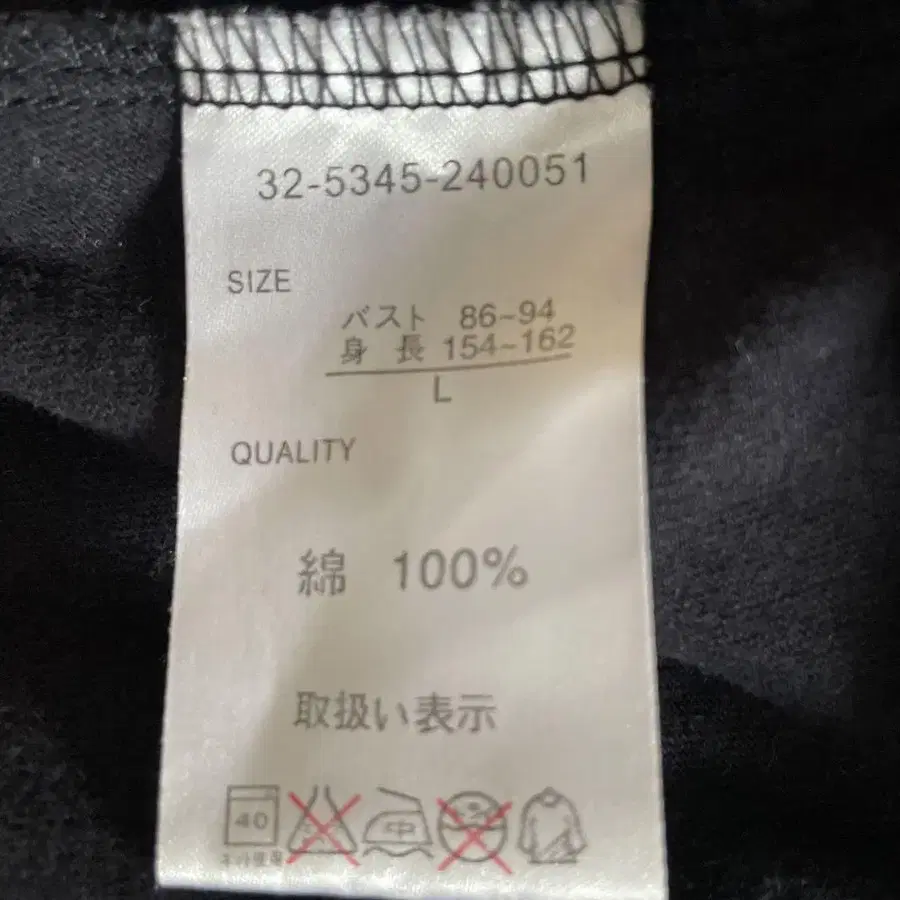 32-5345-240051
SIZE
バスト 86~94
身 長 154~162
L
QUALITY
綿 100%
取扱い表示
40 中
ネット使用